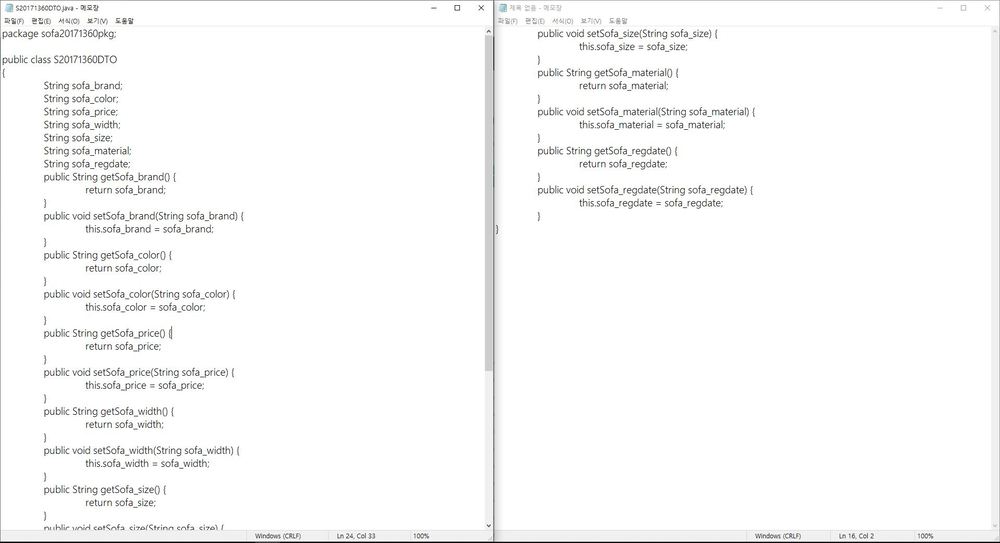 S20171360DTO.java - 메모장
파일(F) 편집(E) 서식(O) 보기(V) 도움말
package sofa20171360pkg;
public class S20171360DTO
{
String sofa_brand;
String sofa_color;
String sofa_price;
String sofa_width;
String sofa_size;
String sofa_material;
String sofa_regdate;
public String getSofa_brand() {
return sofa_brand;
}
public void setSofa_brand(String sofa_brand) {
this.sofa_brand = sofa_brand;
}
public String getSofa_color() {
return sofa_color;
}
public void setSofa_color(String sofa_color) {
this.sofa_color = sofa_color;
}
public String getSofa_price() {
return sofa_price;
}
public void setSofa_price(String sofa_price) {
this.sofa_price = sofa_price;
}
public String getSofa_width() {
return sofa_width;
}
public void setSofa_width(String sofa_width) {
this.sofa_width = sofa_width;
}
public String getSofa_size() {
return sofa_size;
}
public void setSofa_size(String sofa_size) {
Windows (CRLF) Ln 24, Col 33 100%
제목 없음 - 메모장
파일(F) 편집(E) 서식(O) 보기(V) 도움말
public void setSofa_size(String sofa_size) {
this.sofa_size = sofa_size;
}
public String getSofa_material() {
return sofa_material;
}
public void setSofa_material(String sofa_material) {
this.sofa_material = sofa_material;
}
public String getSofa_regdate() {
return sofa_regdate;
}
public void setSofa_regdate(String sofa_regdate) {
this.sofa_regdate = sofa_regdate;
}
}
Windows (CRLF) Ln 16, Col 2 100%